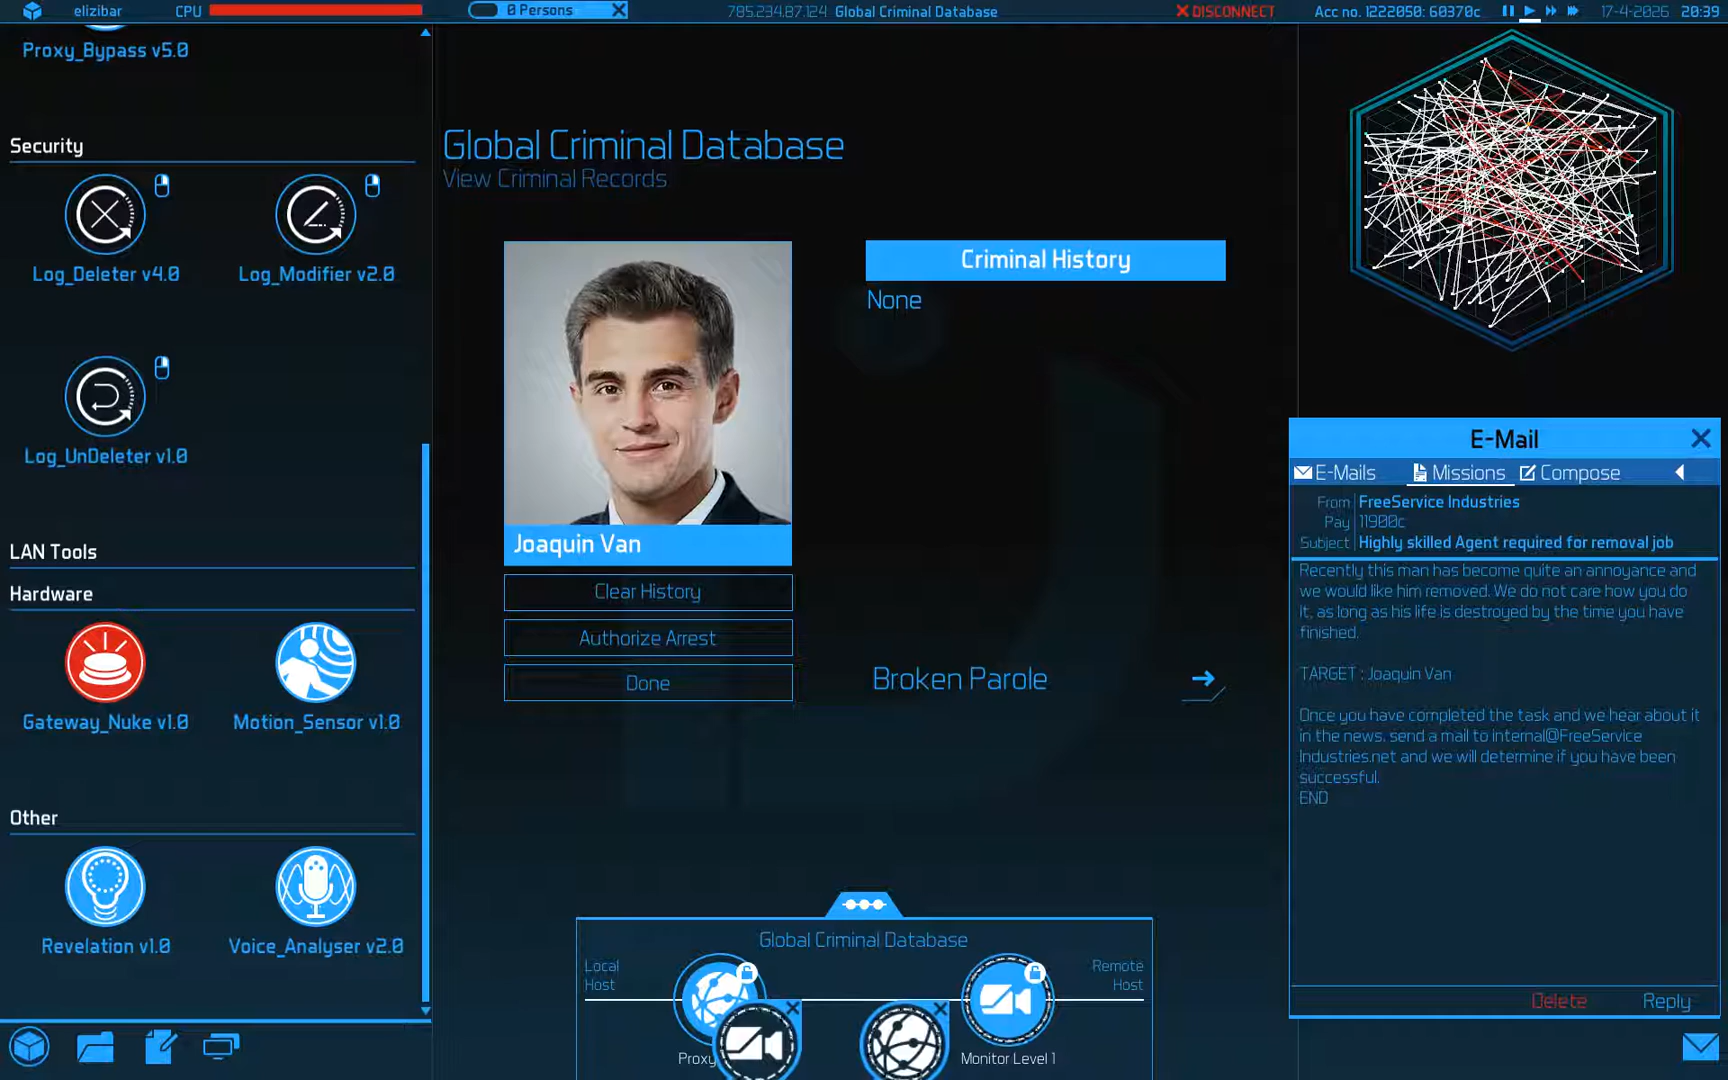 elizibar
CPU
0 Persons
785.234.87.124 Global Criminal Database
DISCONNECT
Acc no. 1222050: 60370c
17-4-2026 20:39
Proxy_Bypass v5.0
Security
Log_Deleter v4.0
Log_Modifier v2.0
Log_UnDeleter v1.0
LAN Tools
Hardware
Gateway_Nuke v1.0
Motion_Sensor v1.0
Other
Revelation v1.0
Voice_Analyser v2.0
Global Criminal Database
View Criminal Records
Joaquin Van
Clear History
Authorize Arrest
Done
Criminal History
None
Broken Parole
Global Criminal Database
Local
Host
Remote
Host
Proxy
Monitor Level 1
E-Mail
E-Mails
Missions
Compose
From FreeService Industries
Pay 11900c
Subject Highly skilled Agent required for removal job
Recently this man has become quite an annoyance and
we would like him removed. We do not care how you do
it, as long as his life is destroyed by the time you have
finished.
TARGET : Joaquin Van
Once you have completed the task and we hear about it
in the news, send a mail to internal@FreeService
Industries.net and we will determine if you have been
successful.
END
Delete
Reply